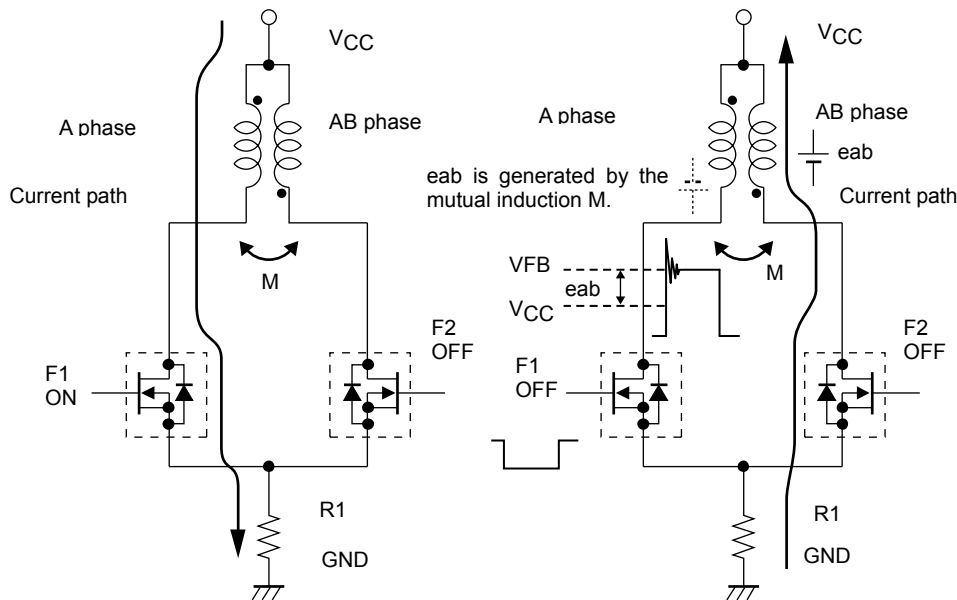 VCC
A phase
AB phase
Current path
M
F1
ON
F2
OFF
R1
GND
VCC
A phase
AB phase
eab
eab is generated by the
mutual induction M.
Current path
VFB
eab
VCC
M
F1
OFF
F2
OFF
R1
GND